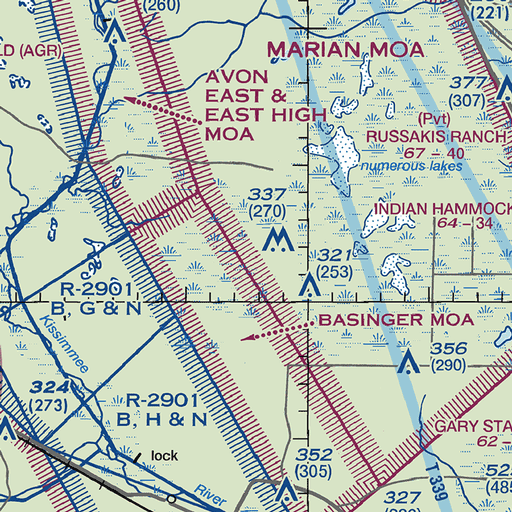 (260)
MARIAN MOA
(221)
D (AGR)
A'VON
EAST &
EAST HIGH
MOA
377
(307)
(Pvt)
RUSSAKIS RANCH
67 - 40
numerous lakes
337
(270)
INDIAN HAMMOCK
64 - 34
321
(253)
R-2901
B, G & N
BASINGER MOA
Kissimmee
356
(290)
324
(273)
R-2901
B, H & N
GARY STA
62 -
lock
352
(305)
T 339
523
(485
River
327